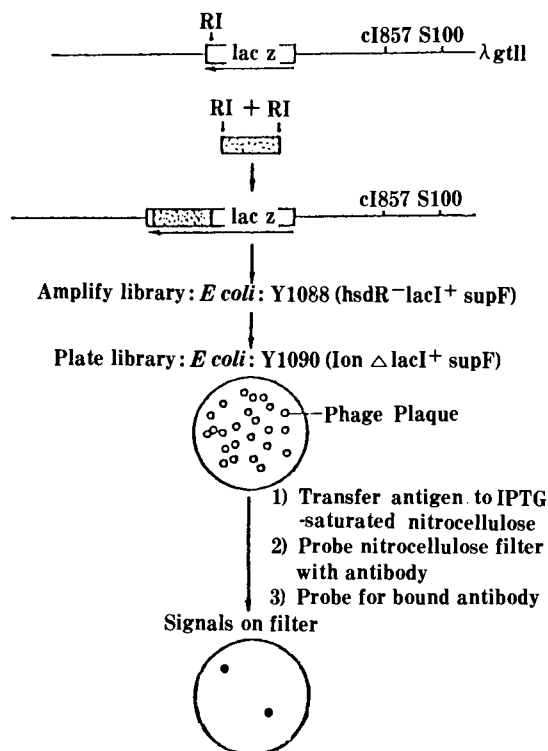 RI
lac z
cI857 S100
λgtII
RI + RI
lac z
cI857 S100
Amplify library: E coli: Y1088 (hsdR⁻lacI⁺ supF)
Plate library: E coli: Y1090 (Ion △lacI⁺ supF)
Phage Plaque
1) Transfer antigen to IPTG
-saturated nitrocellulose
2) Probe nitrocellulose filter
with antibody
3) Probe for bound antibody
Signals on filter